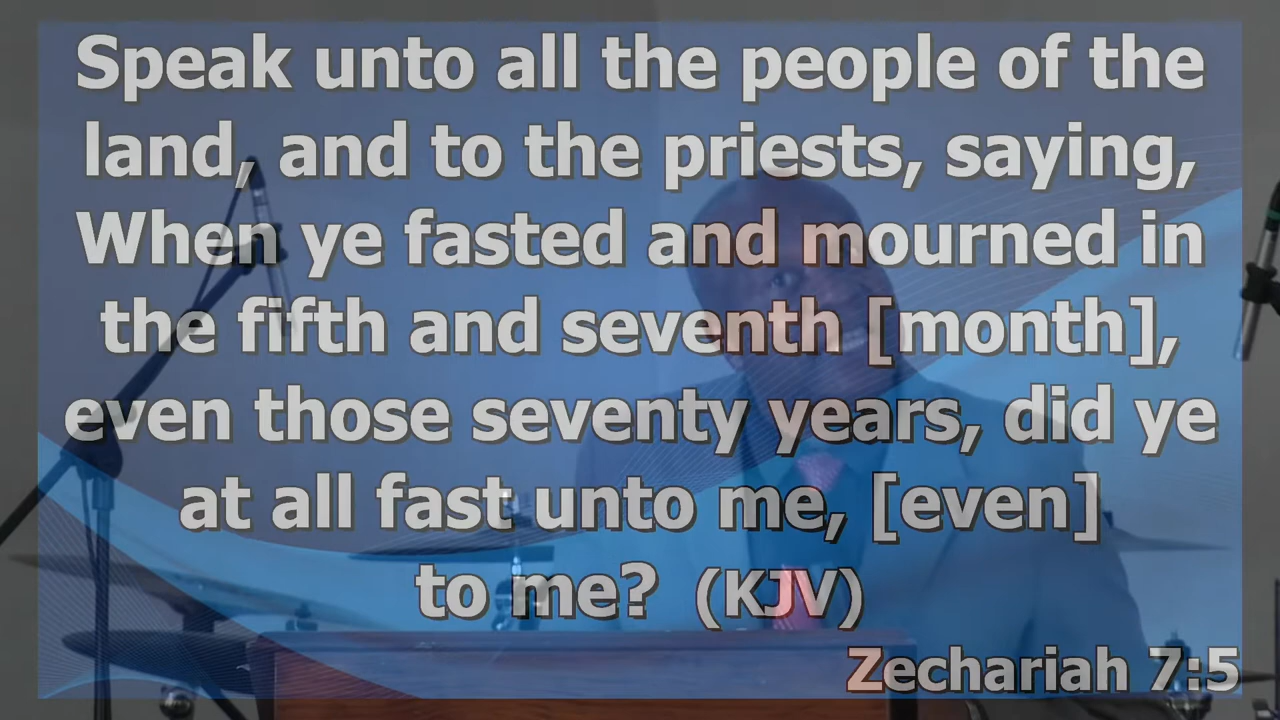 Speak unto all the people of the
land, and to the priests, saying,
When ye fasted and mourned in
the fifth and seventh [month],
even those seventy years, did ye
at all fast unto me, [even]
to me? (KJV)
Zechariah 7:5